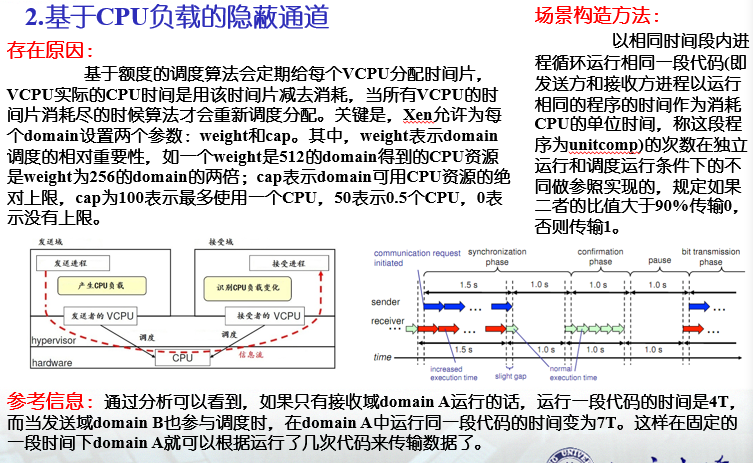 2.基于CPU负载的隐蔽通道
存在原因：
基于额度的调度算法会定期给每个VCPU分配时间片，
VCPU实际的CPU时间是用该时间片减去消耗，当所有VCPU的时
间片消耗尽的时候算法才会重新调度分配。关键是，Xen允许为每
个domain设置两个参数：weight和cap。其中，weight表示domain
调度的相对重要性，如一个weight是512的domain得到的CPU资源
是weight为256的domain的两倍；cap表示domain可用CPU资源的绝
对上限，cap为100表示最多使用一个CPU，50表示0.5个CPU，0表
示没有上限。
场景构造方法：
以相同时间段内进
程循环运行相同一段代码(即
发送方和接收方进程以运行
相同的程序的时间作为消耗
CPU的单位时间，称这段程
序为unitcomp)的次数在独立
运行和调度运行条件下的不
同做参照实现的，规定如果
二者的比值大于90%传输0，
否则传输1。
发送域
接受域
发送进程
接受进程
产生CPU负载
识别CPU负载变化
发送者的 VCPU
接受者的 VCPU
调度
调度
hypervisor
CPU
信息流
hardware
communication request
initiated
synchronization
phase
confirmation
phase
pause
bit transmission
phase
1.5 s
1.0 s
1.0 s
1.0 s
sender
...
...
receiver
...
...
...
1.5 s
1.0 s
1.0 s
1.0 s
time
increased
execution time
slight gap
normal
execution time
参考信息：通过分析可以看到，如果只有接收域domain A运行的话，运行一段代码的时间是4T，
而当发送域domain B也参与调度时，在domain A中运行同一段代码的时间变为7T。这样在固定的
一段时间下domain A就可以根据运行了几次代码来传输数据了。